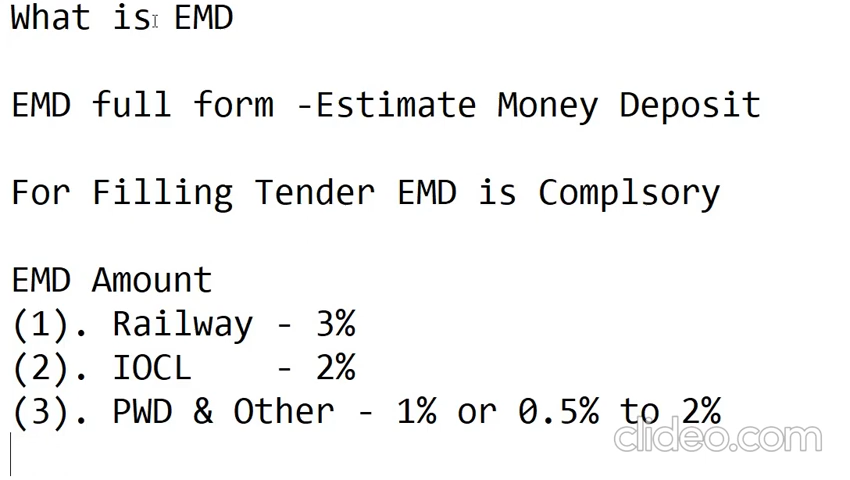 What is EMD
EMD full form -Estimate Money Deposit
For Filling Tender EMD is Complsory
EMD Amount
(1). Railway - 3%
(2). IOCL    - 2%
(3). PWD & Other - 1% or 0.5% to 2%
clideo.com